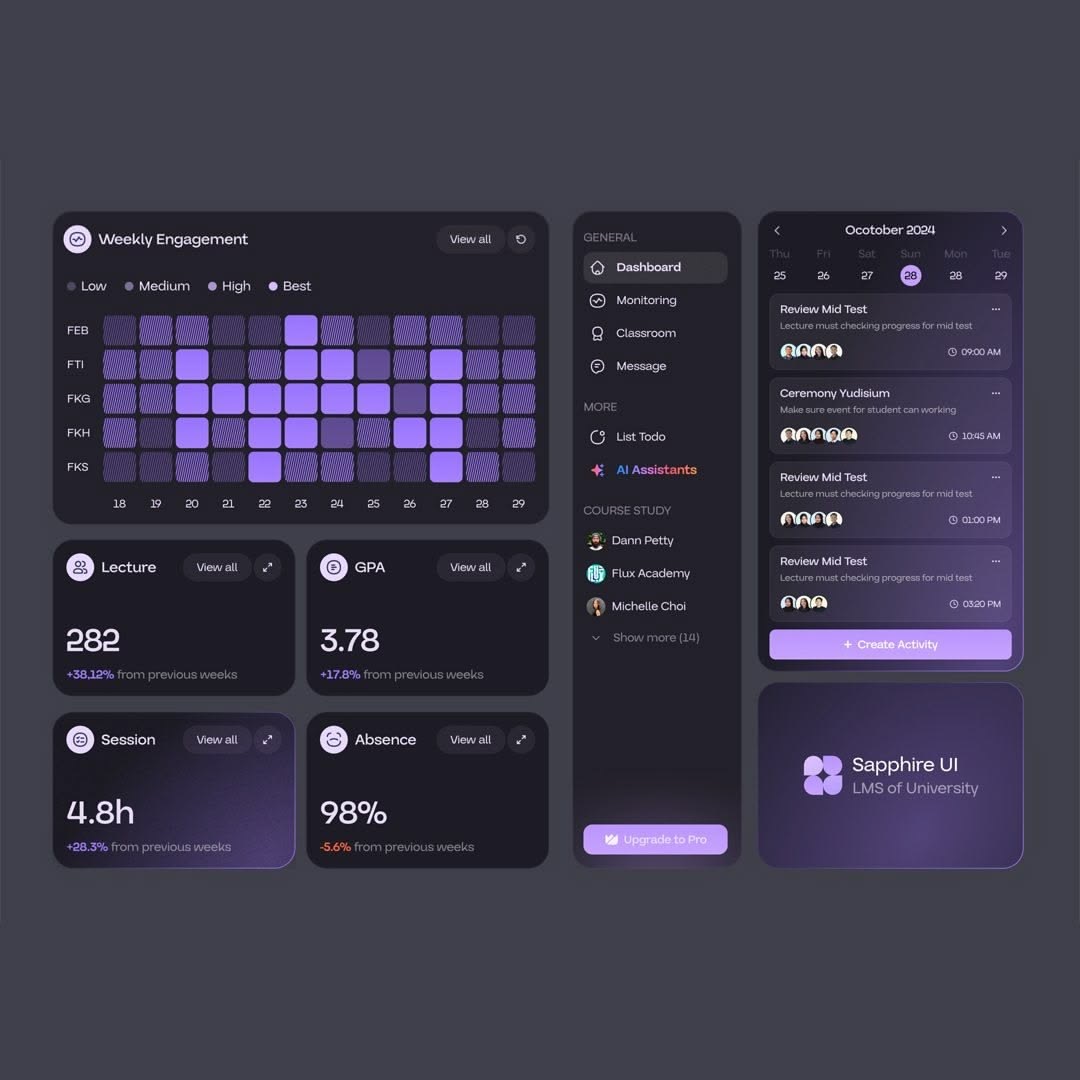 Weekly Engagement
View all
Low Medium High Best
FEB
FTI
FKG
FKH
FKS
18 19 20 21 22 23 24 25 26 27 28 29
Lecture
View all
282
+38,12% from previous weeks
GPA
View all
3.78
+17.8% from previous weeks
Session
View all
4.8h
+28.3% from previous weeks
Absence
View all
98%
-5.6% from previous weeks
GENERAL
Dashboard
Monitoring
Classroom
Message
MORE
List Todo
AI Assistants
COURSE STUDY
Dann Petty
Flux Academy
Michelle Choi
Show more (14)
Upgrade to Pro
Ocotober 2024
Thu Fri Sat Sun Mon Tue
25 26 27 28 28 29
Review Mid Test
Lecture must checking progress for mid test
09:00 AM
Ceremony Yudisium
Make sure event for student can working
10:45 AM
Review Mid Test
Lecture must checking progress for mid test
01:00 PM
Review Mid Test
Lecture must checking progress for mid test
03:20 PM
+ Create Activity
Sapphire UI
LMS of University